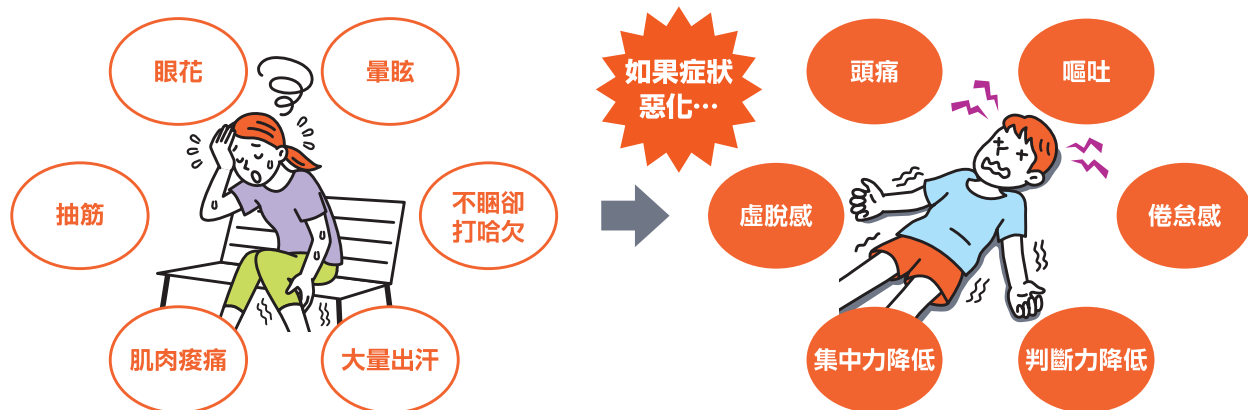 眼花
暈眩
抽筋
不睏卻
打哈欠
肌肉痠痛
大量出汗
如果症狀
惡化⋯
頭痛
嘔吐
虛脫感
倦怠感
集中力降低
判斷力降低